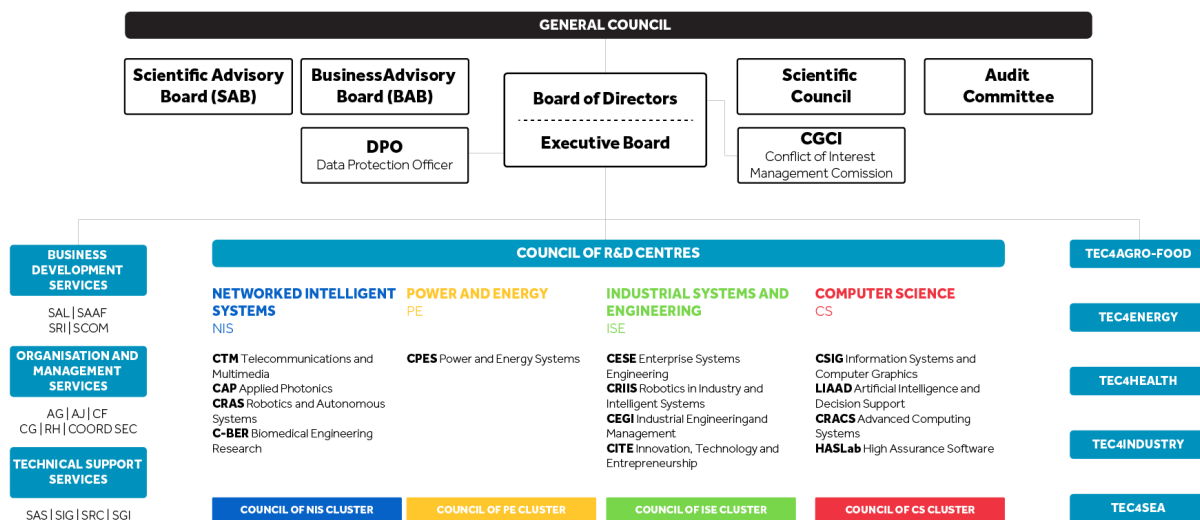 GENERAL COUNCIL
Scientific Advisory
Board (SAB)
BusinessAdvisory
Board (BAB)
Board of Directors
Executive Board
Scientific
Council
Audit
Committee
DPO
Data Protection Officer
CGCI
Conflict of Interest
Management Comission
BUSINESS
DEVELOPMENT
SERVICES
SAL | SAAF
SRI | SCOM
ORGANISATION AND
MANAGEMENT
SERVICES
AG | AJ | CF
CG | RH | COORD SEC
TECHNICAL SUPPORT
SERVICES
SAS | SIG | SRC | SGI
COUNCIL OF R&D CENTRES
NETWORKED INTELLIGENT
SYSTEMS
NIS
CTM Telecommunications and
Multimedia
CAP Applied Photonics
CRAS Robotics and Autonomous
Systems
C-BER Biomedical Engineering
Research
COUNCIL OF NIS CLUSTER
POWER AND ENERGY
PE
CPES Power and Energy Systems
COUNCIL OF PE CLUSTER
INDUSTRIAL SYSTEMS AND
ENGINEERING
ISE
CESE Enterprise Systems
Engineering
CRIIS Robotics in Industry and
Intelligent Systems
CEGI Industrial Engineeringand
Management
CITE Innovation, Technology and
Entrepreneurship
COUNCIL OF ISE CLUSTER
COMPUTER SCIENCE
CS
CSIG Information Systems and
Computer Graphics
LIAAD Artificial Intelligence and
Decision Support
CRACS Advanced Computing
Systems
HASLab High Assurance Software
COUNCIL OF CS CLUSTER
TEC4AGRO-FOOD
TEC4ENERGY
TEC4HEALTH
TEC4INDUSTRY
TEC4SEA